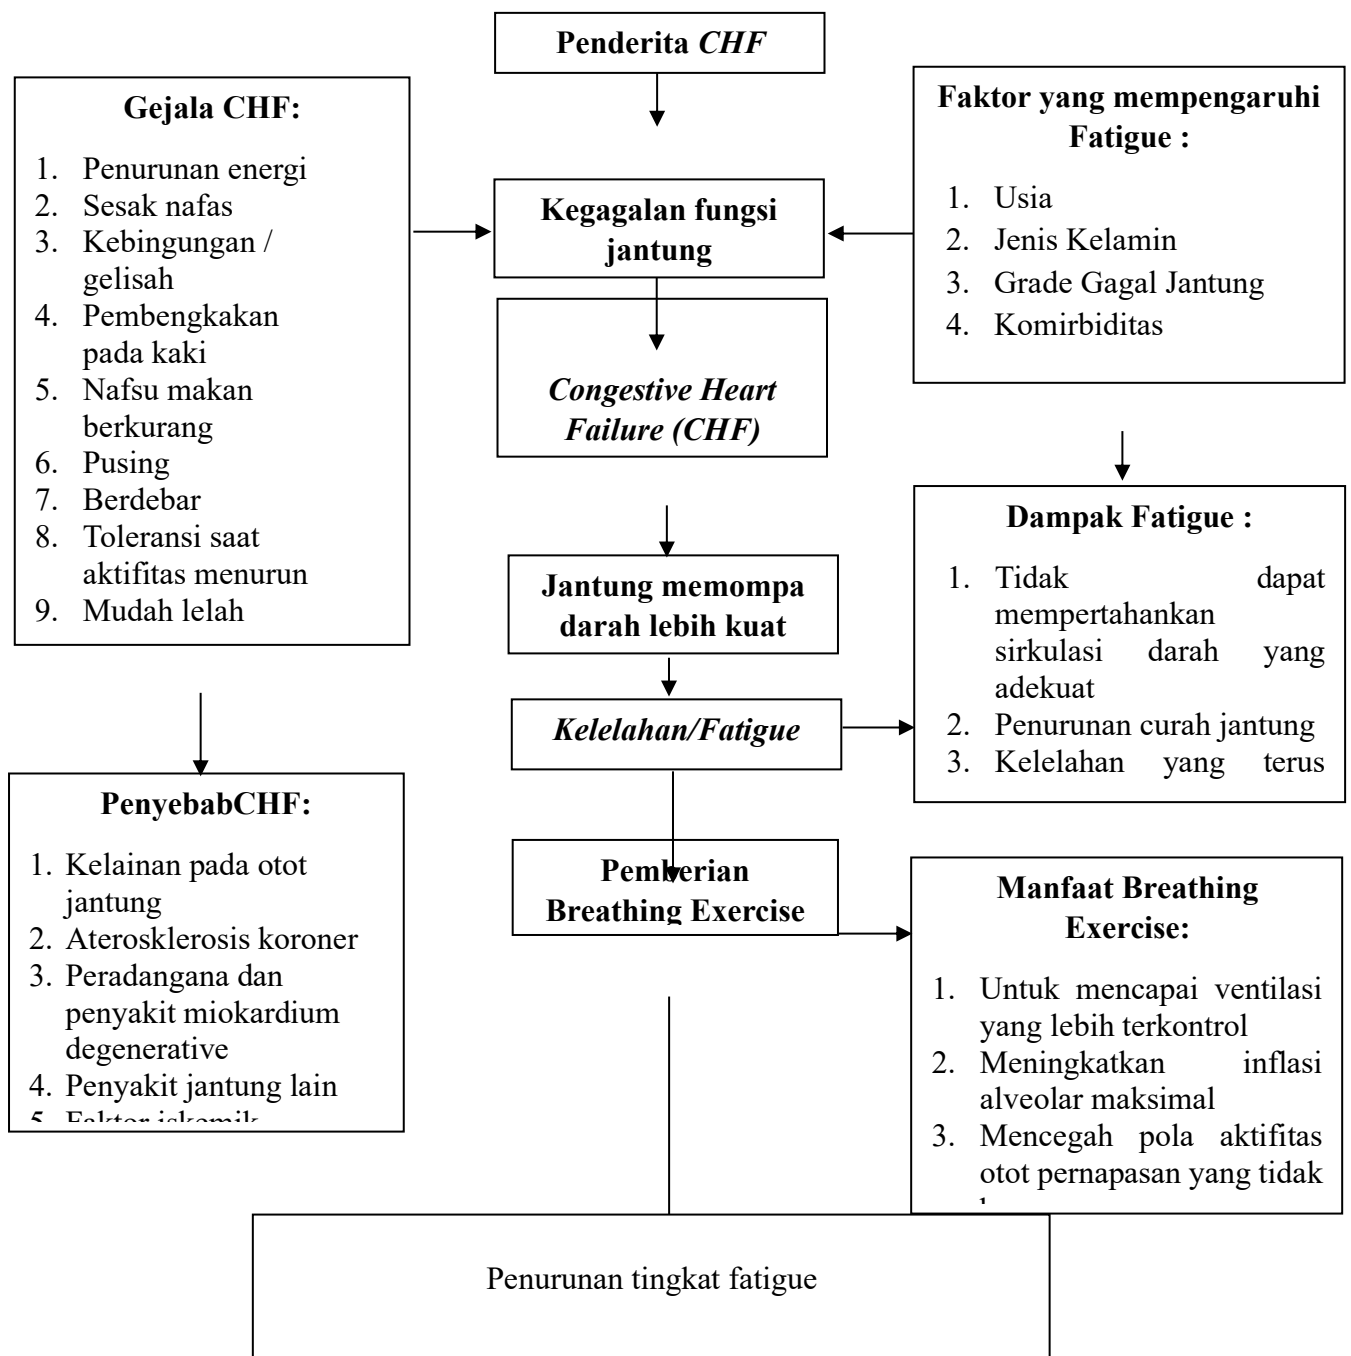 Penderita CHF
Gejala CHF:
1. Penurunan energi
2. Sesak nafas
3. Kebingungan /
gelisah
4. Pembengkakan
pada kaki
5. Nafsu makan
berkurang
6. Pusing
7. Berdebar
8. Toleransi saat
aktifitas menurun
9. Mudah lelah
Faktor yang mempengaruhi
Fatigue :
1. Usia
2. Jenis Kelamin
3. Grade Gagal Jantung
4. Komirbiditas
Kegagalan fungsi
jantung
Congestive Heart
Failure (CHF)
Jantung memompa
darah lebih kuat
Kelelahan/Fatigue
Dampak Fatigue :
1. Tidak dapat
mempertahankan
sirkulasi darah yang
adekuat
2. Penurunan curah jantung
3. Kelelahan yang terus
PenyebabCHF:
1. Kelainan pada otot
jantung
2. Aterosklerosis koroner
3. Peradangana dan
penyakit miokardium
degenerative
4. Penyakit jantung lain
5. Faktor iskemik
Pemberian
Breathing Exercise
Manfaat Breathing
Exercise:
1. Untuk mencapai ventilasi
yang lebih terkontrol
2. Meningkatkan inflasi
alveolar maksimal
3. Mencegah pola aktifitas
otot pernapasan yang tidak
Penurunan tingkat fatigue